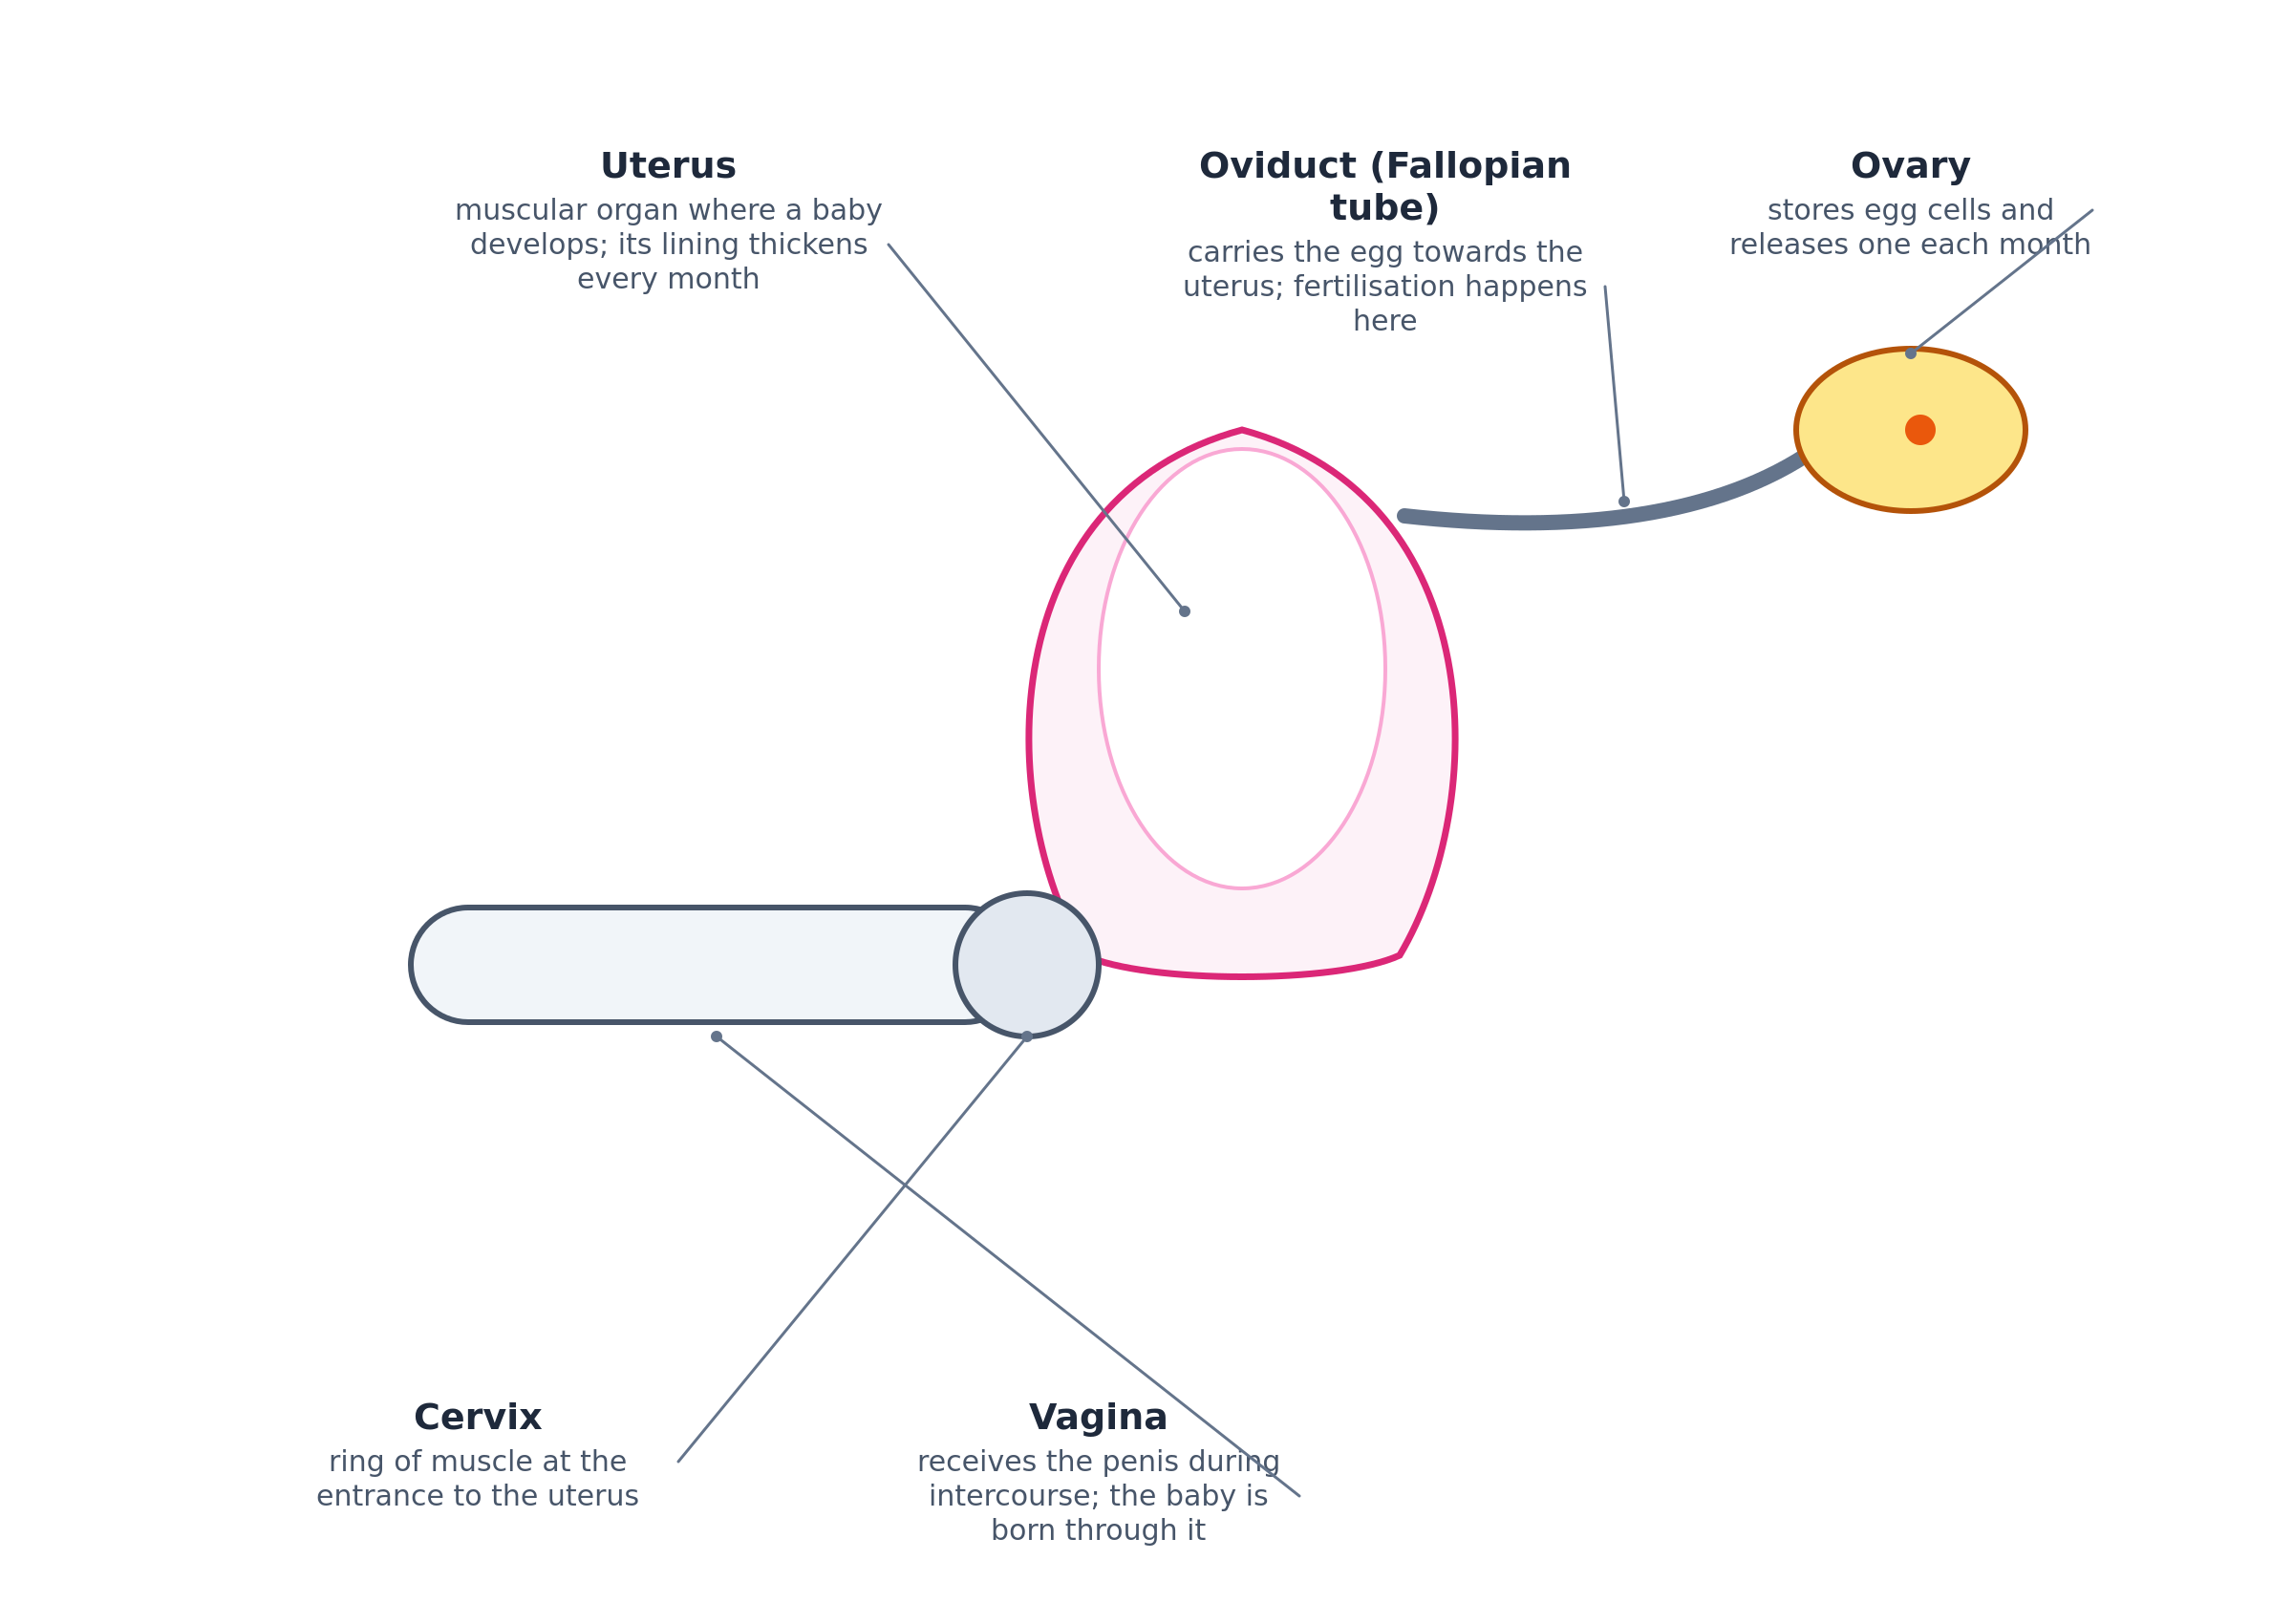 Uterus
muscular organ where a baby
develops; its lining thickens
every month
Oviduct (Fallopian
tube)
carries the egg towards the
uterus; fertilisation happens
here
Ovary
stores egg cells and
releases one each month
Cervix
ring of muscle at the
entrance to the uterus
Vagina
receives the penis during
intercourse; the baby is
born through it